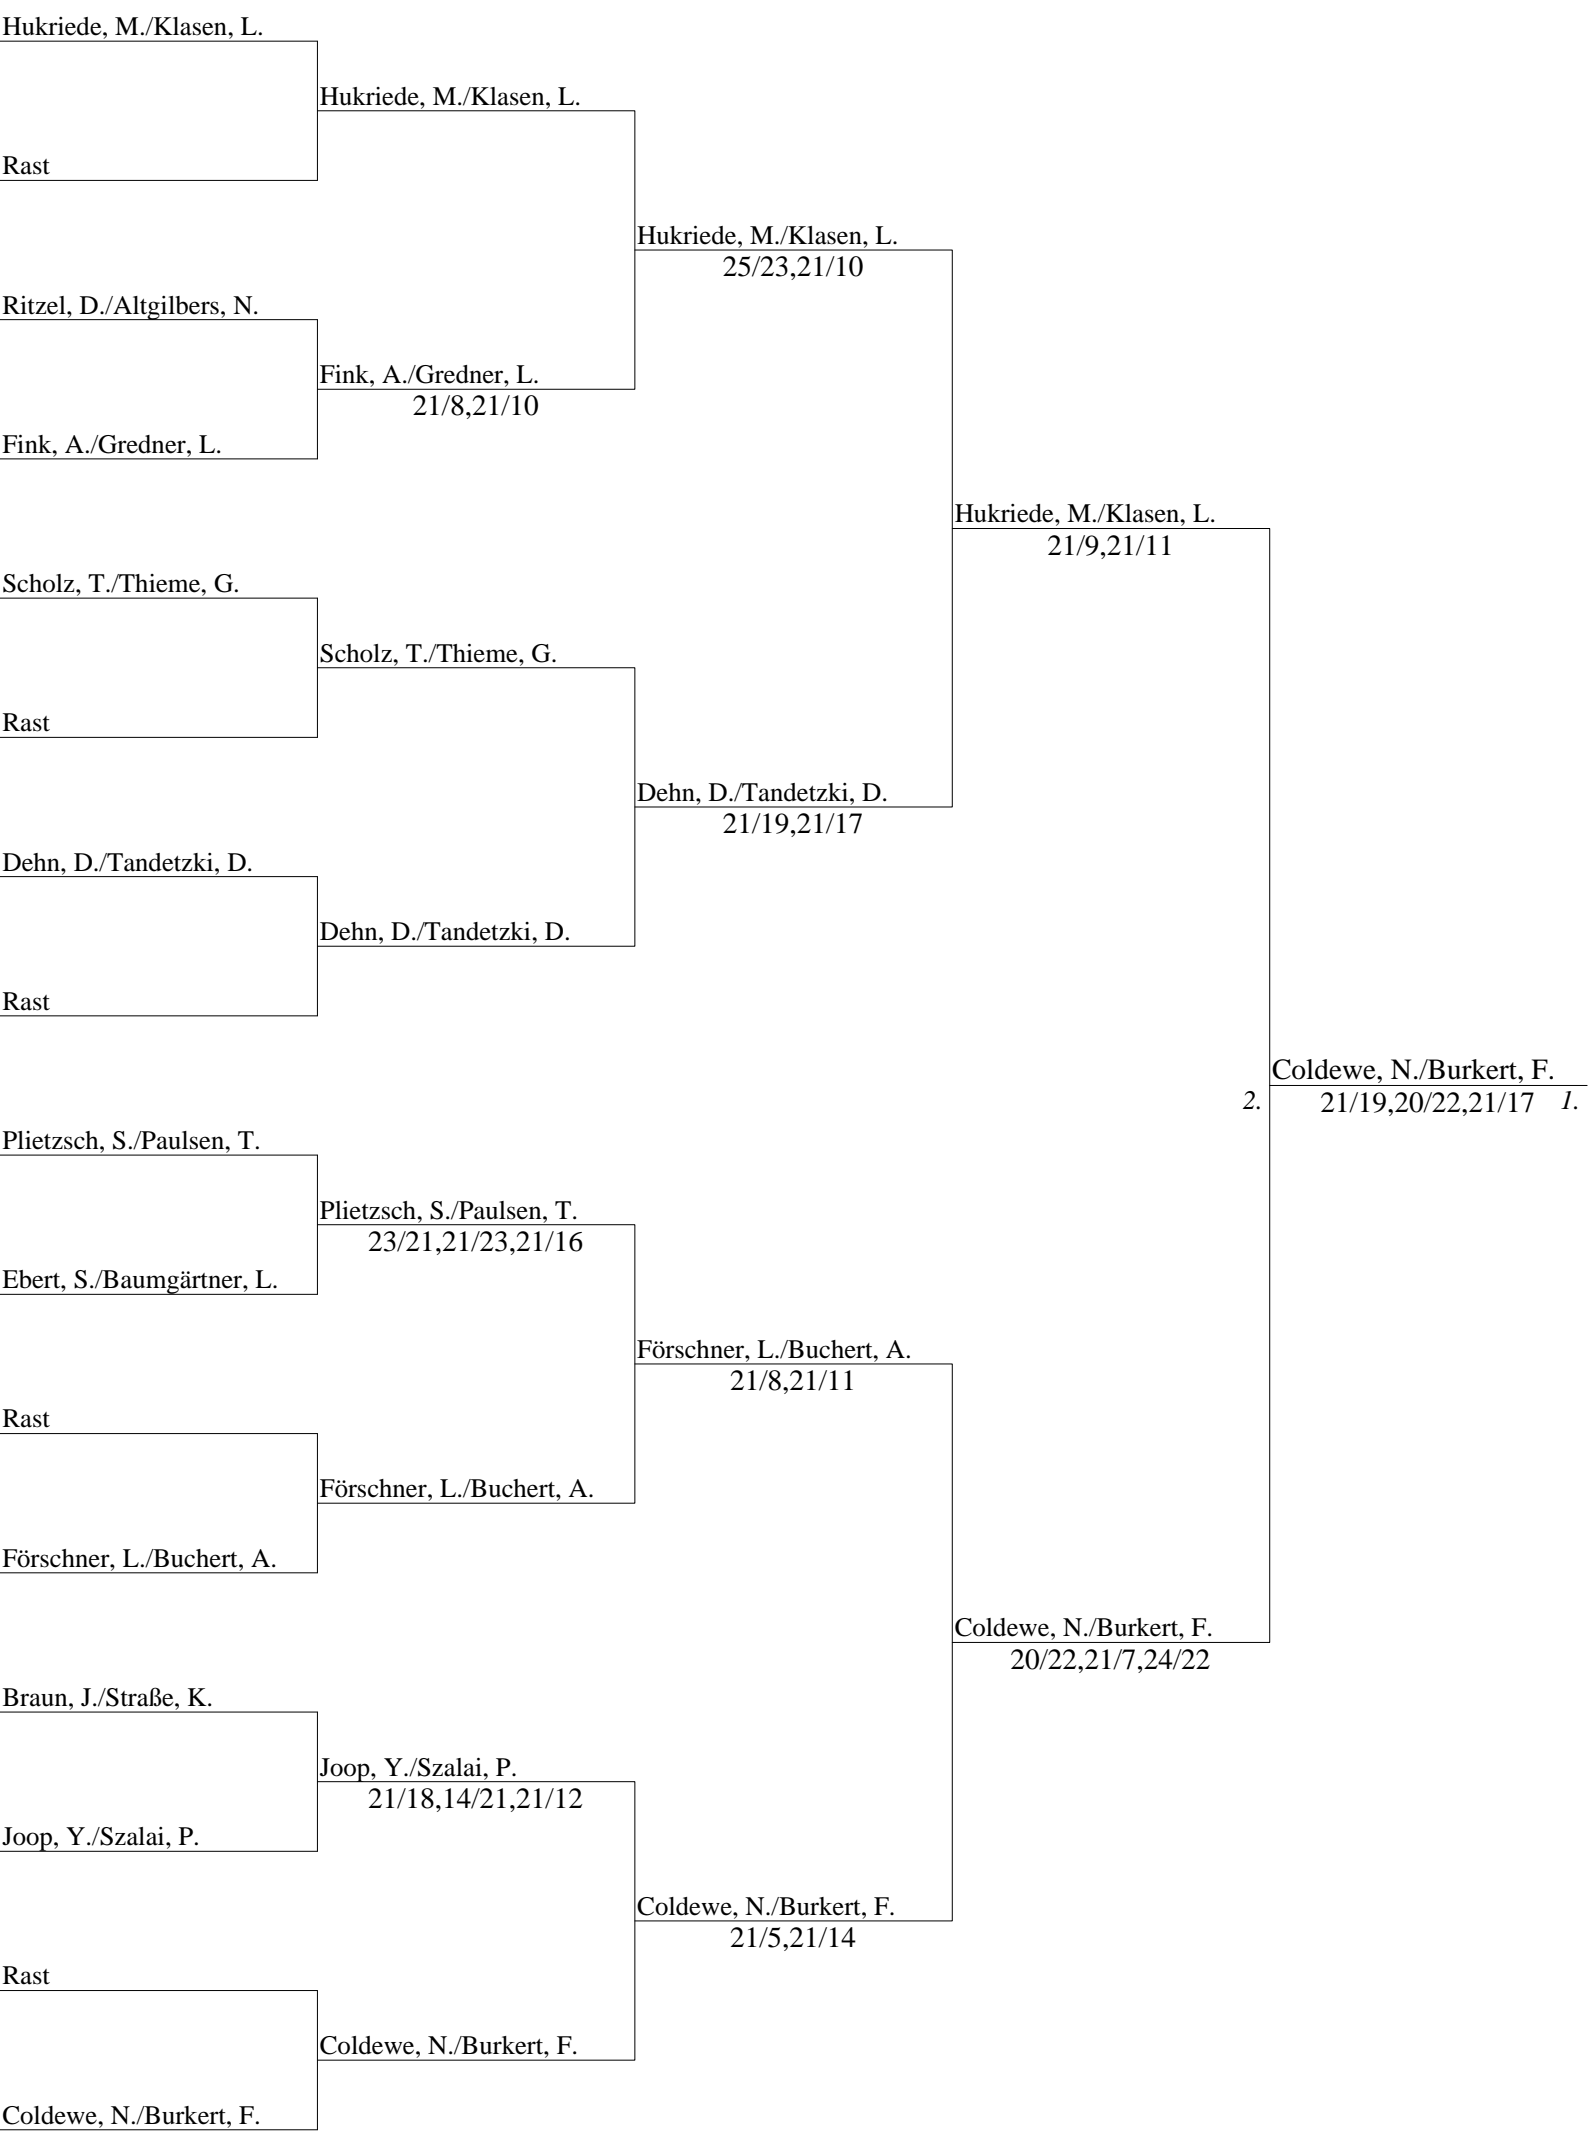 Hukriede, M./Klasen, L.
Hukriede, M./Klasen, L.
Rast
Hukriede, M./Klasen, L.
25/23,21/10
Ritzel, D./Altgilbers, N.
Fink, A./Gredner, L.
21/8,21/10
Fink, A./Gredner, L.
Hukriede, M./Klasen, L.
21/9,21/11
Scholz, T./Thieme, G.
Scholz, T./Thieme, G.
Rast
Dehn, D./Tandetzki, D.
21/19,21/17
Dehn, D./Tandetzki, D.
Dehn, D./Tandetzki, D.
Rast
Coldewe, N./Burkert, F.
2. 21/19,20/22,21/17 1.
Plietzsch, S./Paulsen, T.
Plietzsch, S./Paulsen, T.
23/21,21/23,21/16
Ebert, S./Baumgärtner, L.
Förschner, L./Buchert, A.
21/8,21/11
Rast
Förschner, L./Buchert, A.
Förschner, L./Buchert, A.
Coldewe, N./Burkert, F.
20/22,21/7,24/22
Braun, J./Straße, K.
Joop, Y./Szalai, P.
21/18,14/21,21/12
Joop, Y./Szalai, P.
Coldewe, N./Burkert, F.
21/5,21/14
Rast
Coldewe, N./Burkert, F.
Coldewe, N./Burkert, F.